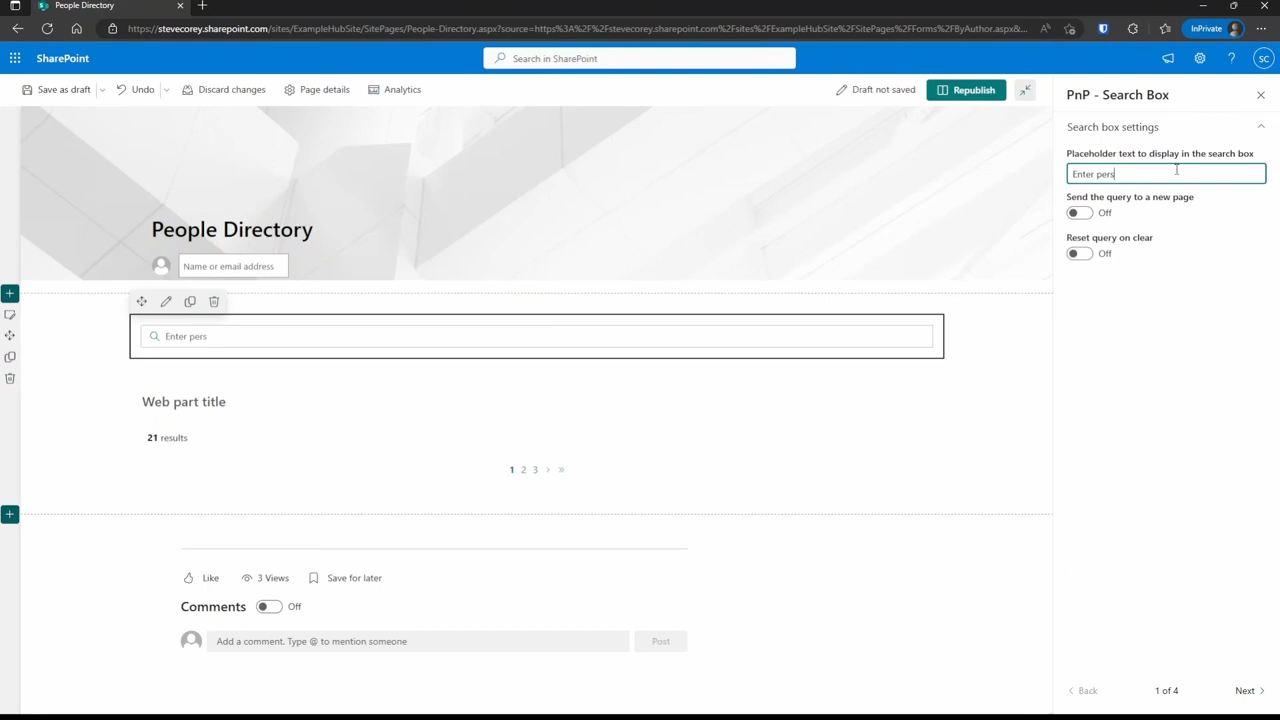 People Directory
https://stevecorey.sharepoint.com/sites/ExampleHubSite/SitePages/People-Directory.aspx?source=https%3A%2F%2Fstevecorey.sharepoint.com%2Fsites%2FExampleHubSite%2FSitePages%2FForms%2FByAuthor.aspx&...
InPrivate
SharePoint
Search in SharePoint
SC
Save as draft
Undo
Discard changes
Page details
Analytics
Draft not saved
Republish
People Directory
Name or email address
Enter pers
Web part title
21 results
1 2 3 > »
Like
3 Views
Save for later
Comments
Off
Add a comment. Type @ to mention someone
Post
PnP - Search Box
Search box settings
Placeholder text to display in the search box
Enter pers
Send the query to a new page
Off
Reset query on clear
Off
Back
1 of 4
Next